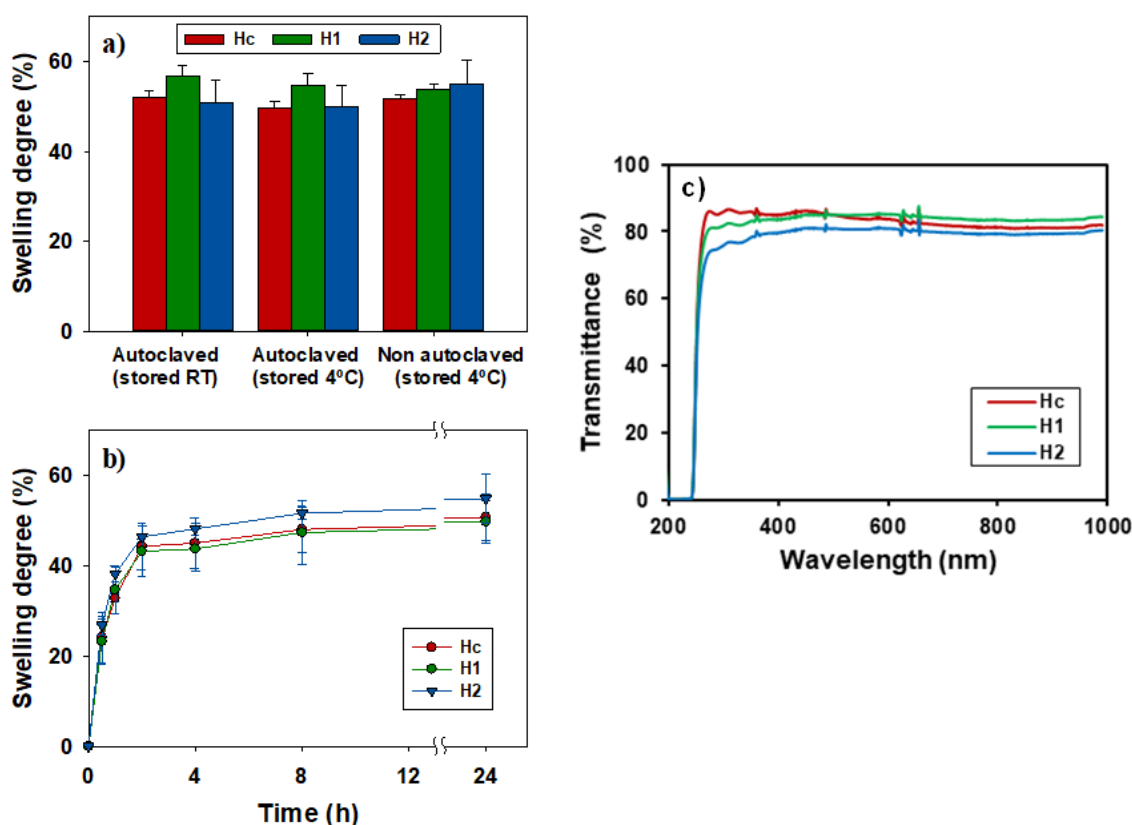 a)
Hc H1 H2
Swelling degree (%)
60
40
20
0
Autoclaved (stored RT)
Autoclaved (stored 4ºC)
Non autoclaved (stored 4ºC)
b)
Swelling degree (%)
60
40
20
0
Hc
H1
H2
0 4 8 12 24
Time (h)
c)
Transmittance (%)
100
80
60
40
20
0
Hc
H1
H2
200 400 600 800 1000
Wavelength (nm)